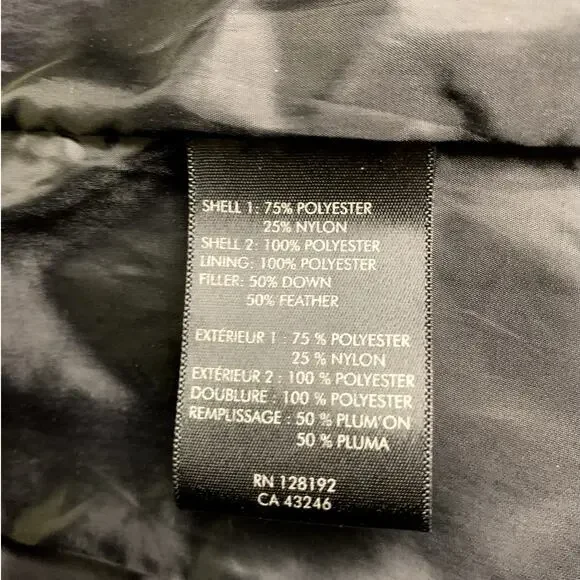 SHELL 1: 75% POLYESTER
25% NYLON
SHELL 2: 100% POLYESTER
LINING: 100% POLYESTER
FILLER: 50% DOWN
50% FEATHER
EXTÉRIEUR 1 : 75 % POLYESTER
25 % NYLON
EXTÉRIEUR 2 : 100 % POLYESTER
DOUBLURE : 100 % POLYESTER
REMPLISSAGE : 50 % PLUM'ON
50 % PLUMA
RN 128192
CA 43246